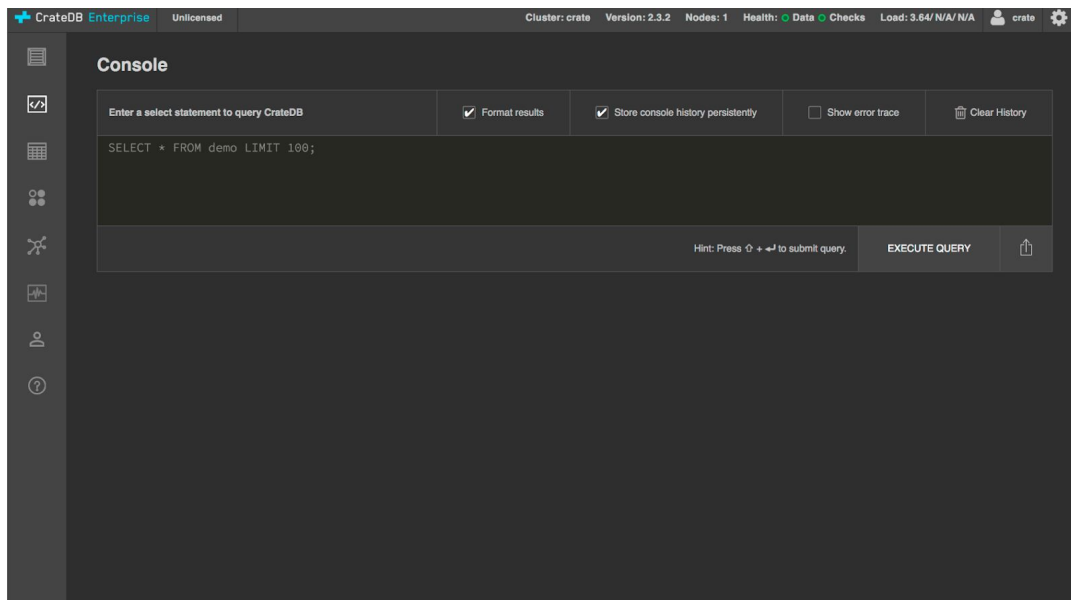 CrateDB Enterprise Unlicensed Cluster: crate Version: 2.3.2 Nodes: 1 Health: Data Checks Load: 3.64/ N/A/ N/A crate
Console
Enter a select statement to query CrateDB Format results Store console history persistently Show error trace Clear History
SELECT * FROM demo LIMIT 100;
Hint: Press ⇧ + ↵ to submit query. EXECUTE QUERY